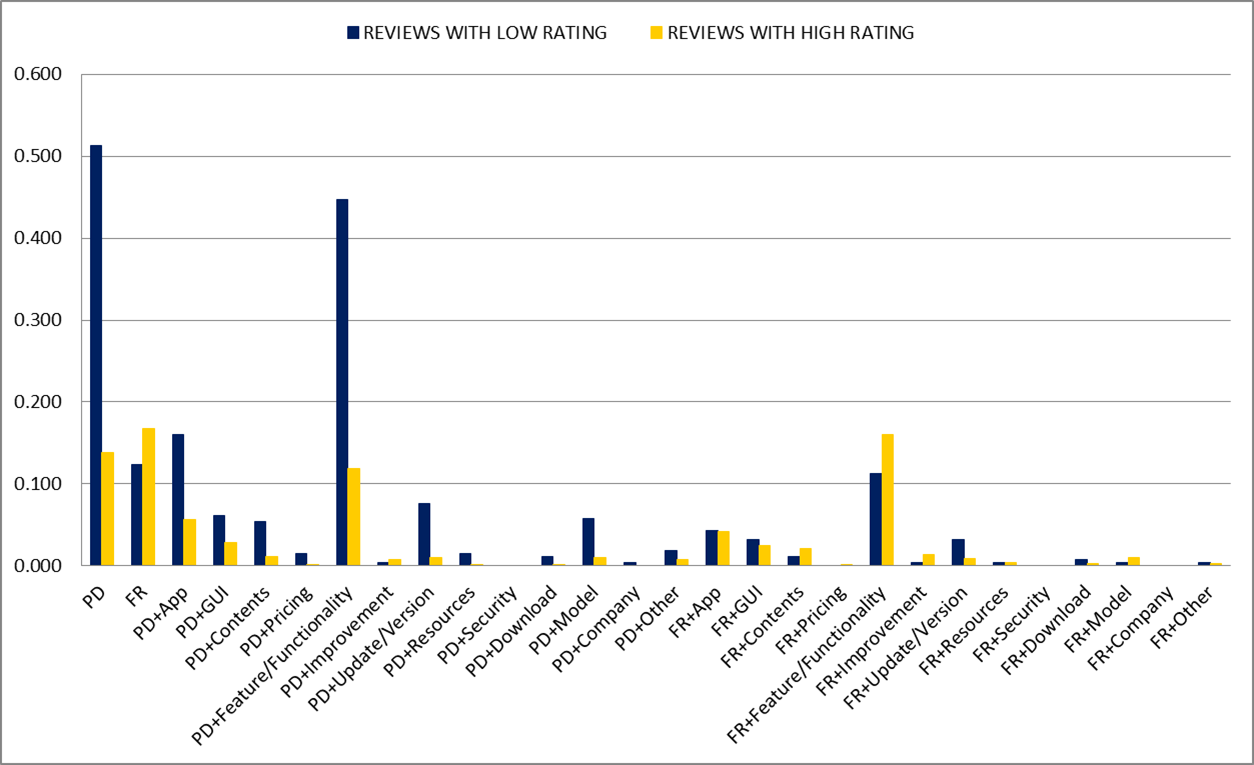 REVIEWS WITH LOW RATING REVIEWS WITH HIGH RATING
0.600
0.500
0.400
0.300
0.200
0.100
0.000
PD
FR
PD+App
PD+GUI
PD+Contents
PD+Pricing
PD+Feature/Functionality
PD+Improvement
PD+Update/Version
PD+Resources
PD+Security
PD+Download
PD+Model
PD+Company
PD+Other
FR+App
FR+GUI
FR+Contents
FR+Pricing
FR+Feature/Functionality
FR+Improvement
FR+Update/Version
FR+Resources
FR+Security
FR+Download
FR+Model
FR+Company
FR+Other